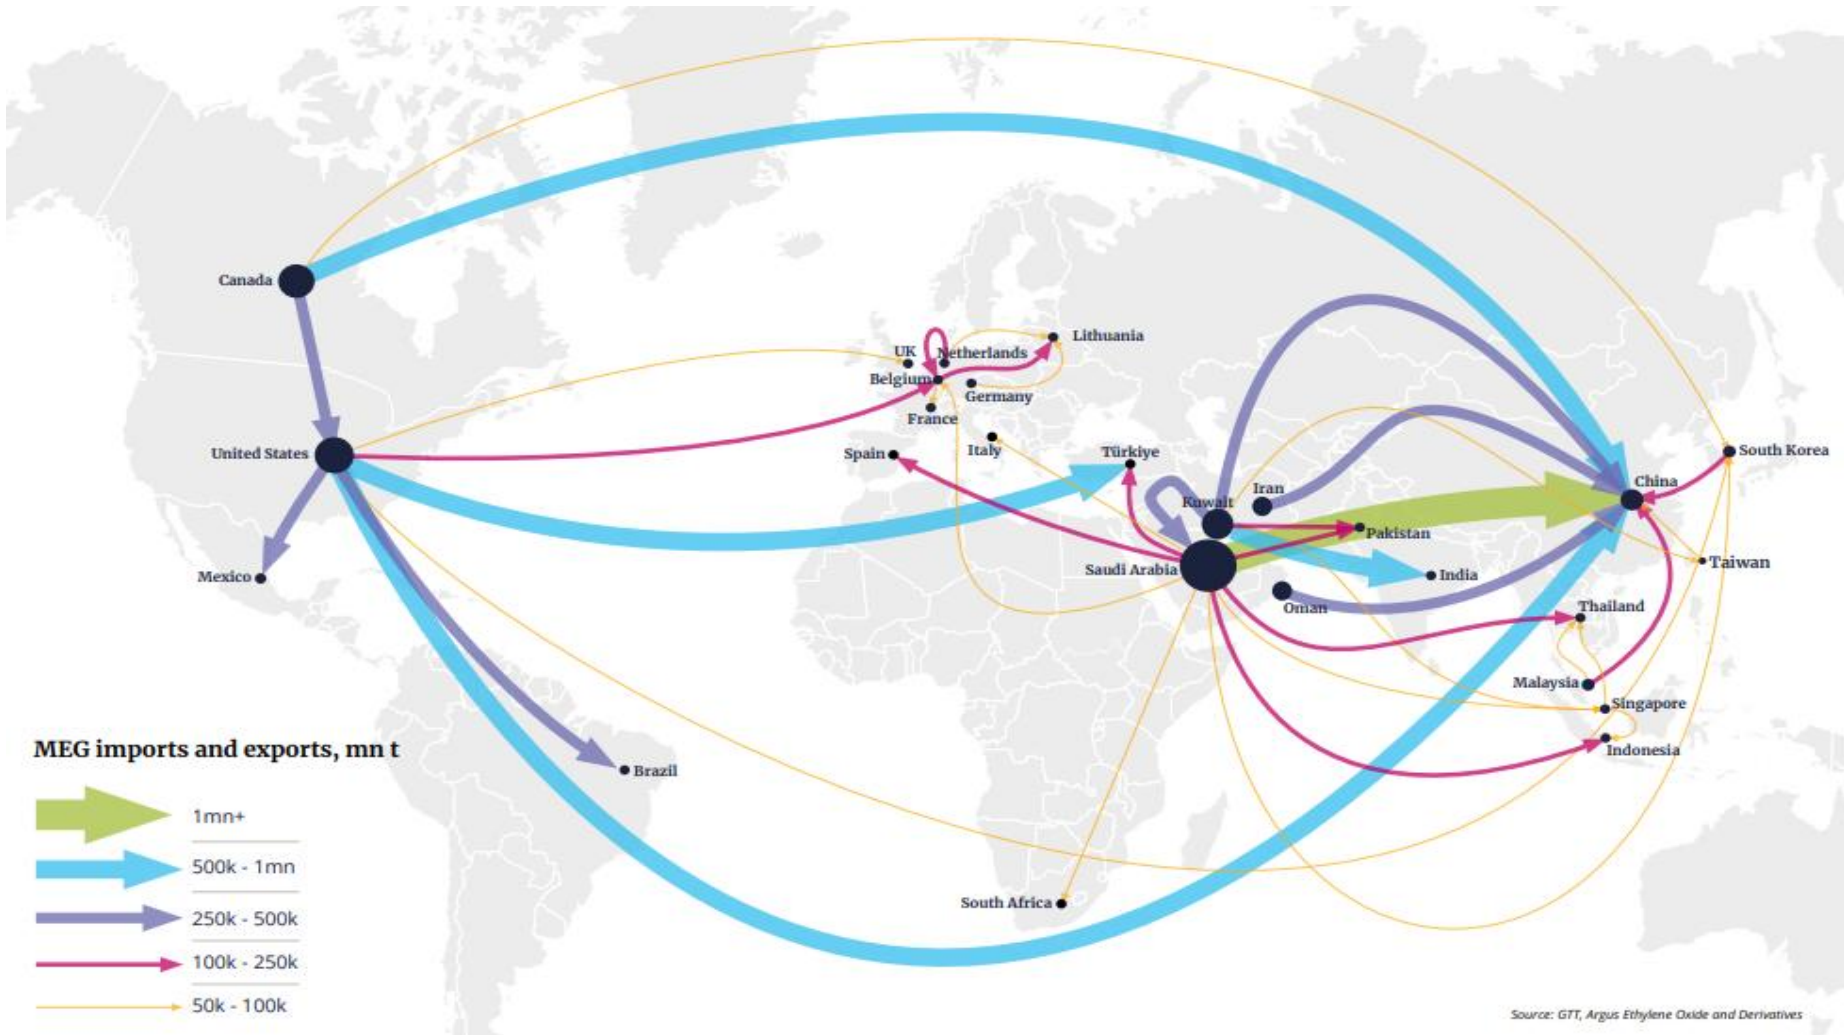 Canada
United States
Mexico
Brazil
UK
Netherlands
Lithuania
Belgium
Germany
France
Spain
Italy
Türkiye
Kuwait
Iran
Saudi Arabia
Pakistan
India
Oman
China
South Korea
Taiwan
Thailand
Malaysia
Singapore
Indonesia
South Africa
MEG imports and exports, mn t
1mn+
500k - 1mn
250k - 500k
100k - 250k
50k - 100k
Source: GTT, Argus Ethylene Oxide and Derivatives